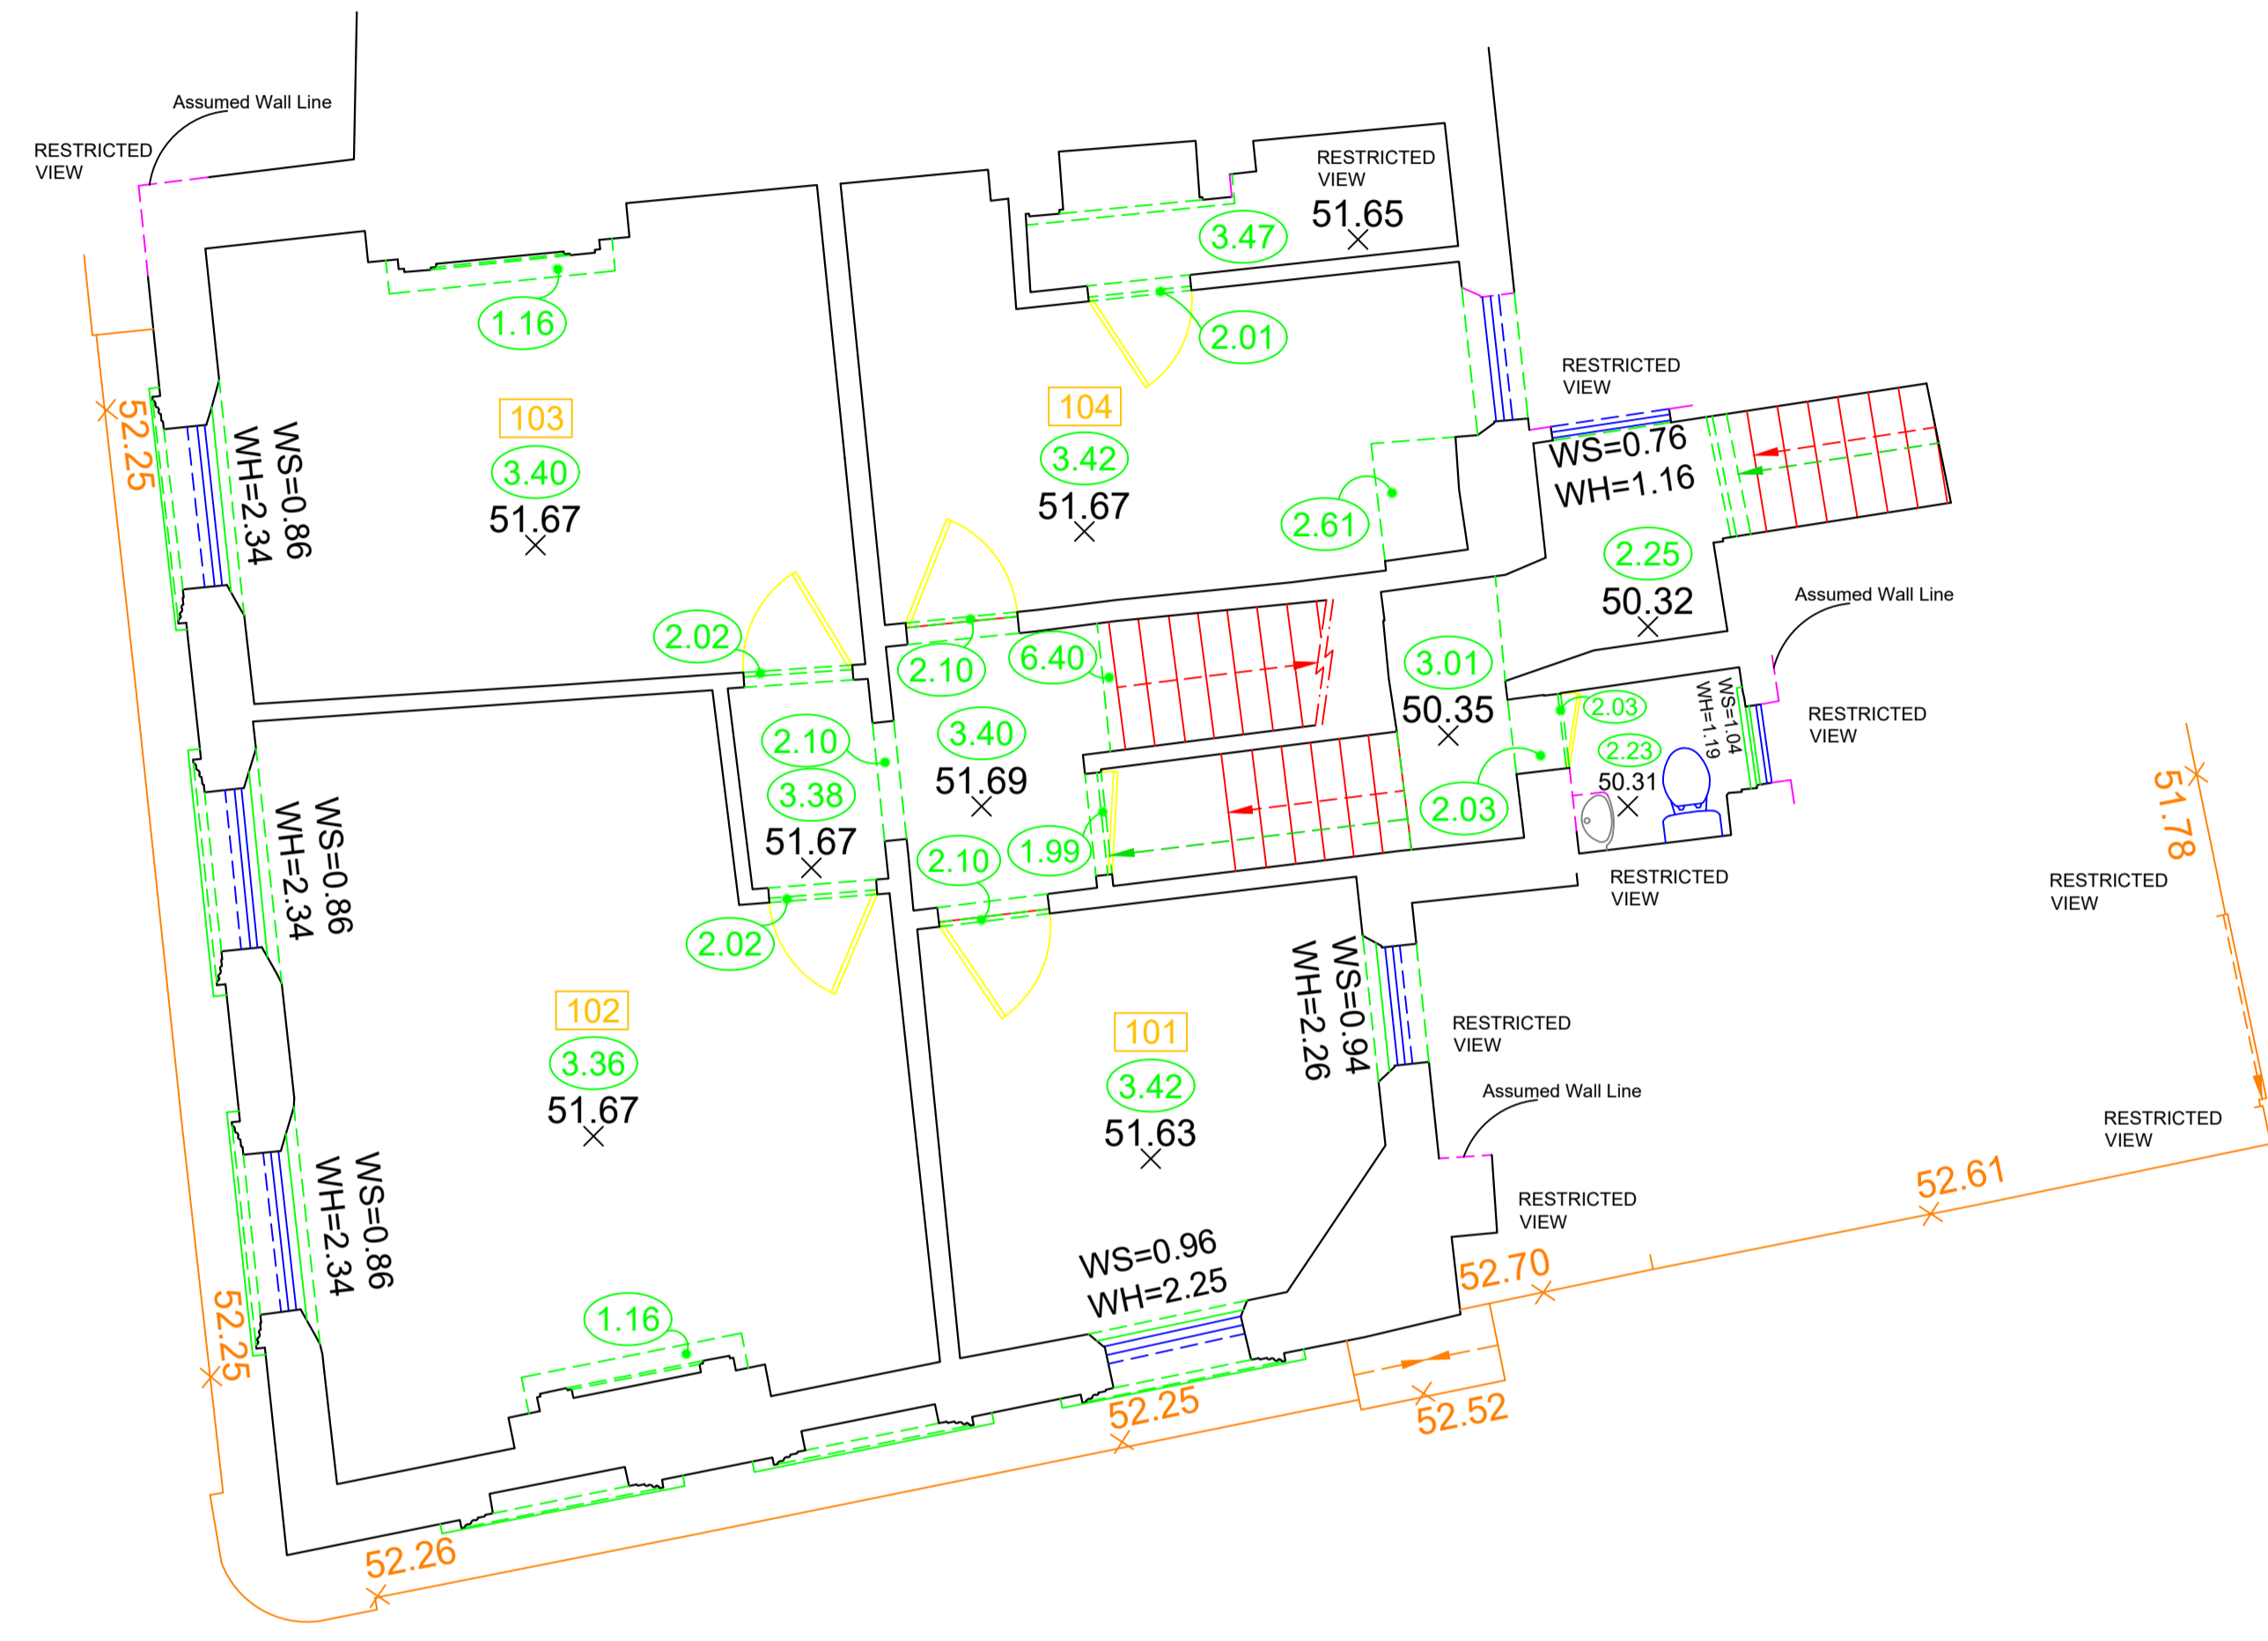 Assumed Wall Line
RESTRICTED
VIEW
RESTRICTED
VIEW
51.65
3.47
1.16
2.01
RESTRICTED
VIEW
52.25
WS=0.86
WH=2.34
103
3.40
51.67
104
3.42
51.67
2.61
WS=0.76
WH=1.16
2.25
50.32
Assumed Wall Line
2.02
2.10
6.40
3.01
50.35
2.03
WS=1.04
WH=1.19
RESTRICTED
VIEW
2.10
3.38
51.67
3.40
51.69
2.23
50.31
2.03
51.78
WS=0.86
WH=2.34
2.02
2.10
1.99
RESTRICTED
VIEW
RESTRICTED
VIEW
102
3.36
51.67
101
3.42
51.63
WS=0.94
WH=2.26
RESTRICTED
VIEW
Assumed Wall Line
RESTRICTED
VIEW
WS=0.86
WH=2.34
52.25
1.16
WS=0.96
WH=2.25
RESTRICTED
VIEW
52.61
52.70
52.25
52.52
52.26